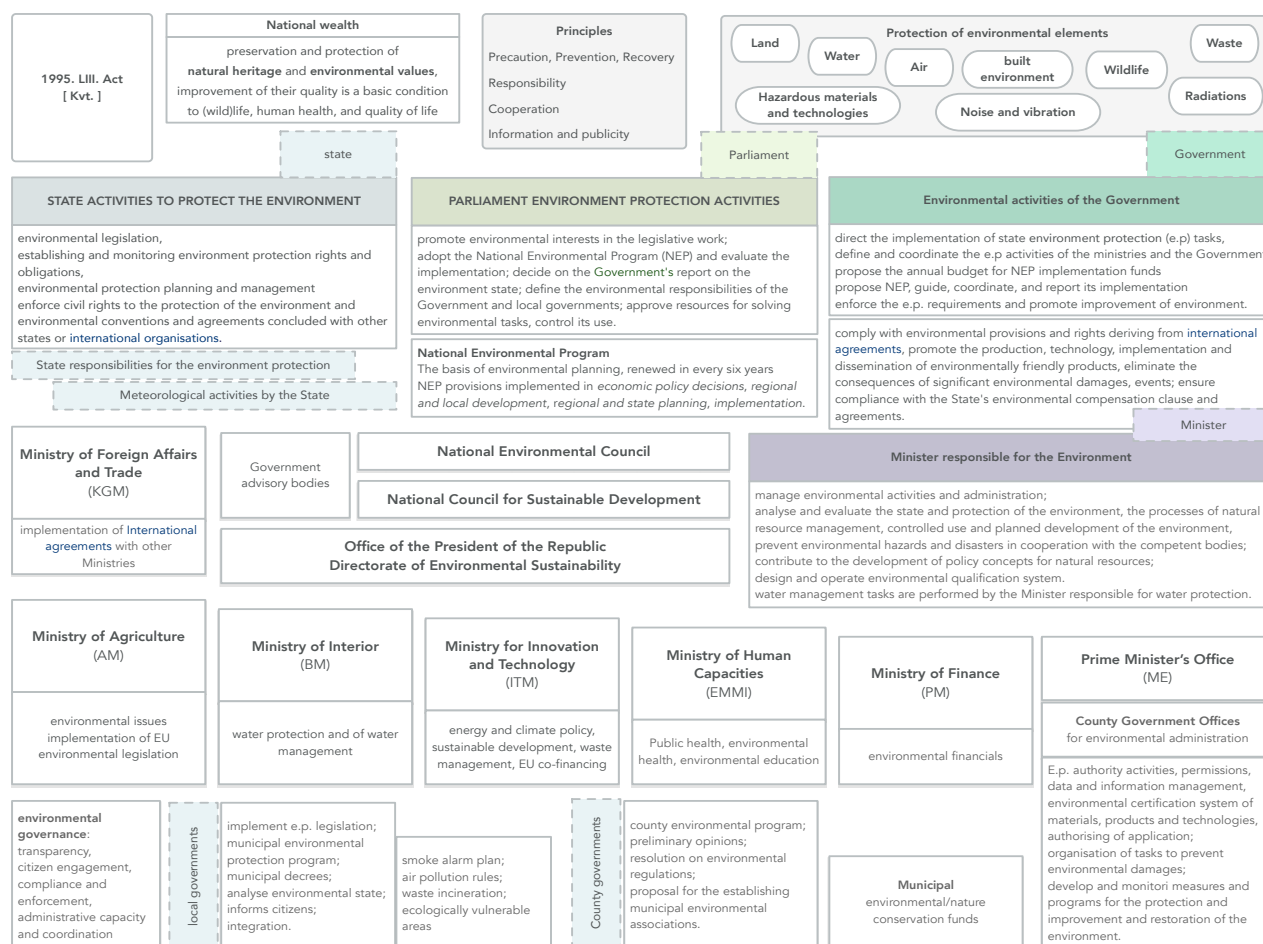 1995. LIII. Act
[ Kvt. ]
National wealth
preservation and protection of
natural heritage and environmental values,
improvement of their quality is a basic condition
to (wild)life, human health, and quality of life
Principles
Precaution, Prevention, Recovery
Responsibility
Cooperation
Information and publicity
Protection of environmental elements
Land
Water
Air
built
environment
Wildlife
Waste
Hazardous materials
and technologies
Noise and vibration
Radiations
state
Parliament
Government
STATE ACTIVITIES TO PROTECT THE ENVIRONMENT
environmental legislation,
establishing and monitoring environment protection rights and
obligations,
environmental protection planning and management
enforce civil rights to the protection of the environment and
environmental conventions and agreements concluded with other
states or international organisations.
State responsibilities for the environment protection
Meteorological activities by the State
PARLIAMENT ENVIRONMENT PROTECTION ACTIVITIES
promote environmental interests in the legislative work;
adopt the National Environmental Program (NEP) and evaluate the
implementation; decide on the Government's report on the
environment state; define the environmental responsibilities of the
Government and local governments; approve resources for solving
environmental tasks, control its use.
National Environmental Program
The basis of environmental planning, renewed in every six years
NEP provisions implemented in economic policy decisions, regional
and local development, regional and state planning, implementation.
Environmental activities of the Government
direct the implementation of state environment protection (e.p) tasks,
define and coordinate the e.p activities of the ministries and the Government
propose the annual budget for NEP implementation funds
propose NEP, guide, coordinate, and report its implementation
enforce the e.p. requirements and promote improvement of environment.
comply with environmental provisions and rights deriving from international
agreements, promote the production, technology, implementation and
dissemination of environmentally friendly products, eliminate the
consequences of significant environmental damages, events; ensure
compliance with the State's environmental compensation clause and
agreements.
Minister
Ministry of Foreign Affairs
and Trade
(KGM)
implementation of International
agreements with other
Ministries
Government
advisory bodies
National Environmental Council
National Council for Sustainable Development
Office of the President of the Republic
Directorate of Environmental Sustainability
Minister responsible for the Environment
manage environmental activities and administration;
analyse and evaluate the state and protection of the environment, the processes of natural
resource management, controlled use and planned development of the environment,
prevent environmental hazards and disasters in cooperation with the competent bodies;
contribute to the development of policy concepts for natural resources;
design and operate environmental qualification system.
water management tasks are performed by the Minister responsible for water protection.
Ministry of Agriculture
(AM)
environmental issues
implementation of EU
environmental legislation
Ministry of Interior
(BM)
water protection and of water
management
Ministry for Innovation
and Technology
(ITM)
energy and climate policy,
sustainable development, waste
management, EU co-financing
Ministry of Human
Capacities
(EMMI)
Public health, environmental
health, environmental education
Ministry of Finance
(PM)
environmental financials
Prime Minister's Office
(ME)
County Government Offices
for environmental administration
E.p. authority activities, permissions,
data and information management,
environmental certification system of
materials, products and technologies,
authorising of application;
organisation of tasks to prevent
environmental damages;
develop and monitori measures and
programs for the protection and
improvement and restoration of the
environment.
environmental
governance:
transparency,
citizen engagement,
compliance and
enforcement,
administrative capacity
and coordination
local governments
implement e.p. legislation;
municipal environmental
protection program;
municipal decrees;
analyse environmental state;
informs citizens;
integration.
smoke alarm plan;
air pollution rules;
waste incineration;
ecologically vulnerable
areas
County governments
county environmental program;
preliminary opinions;
resolution on environmental
regulations;
proposal for the establishing
municipal environmental
associations.
Municipal
environmental/nature
conservation funds